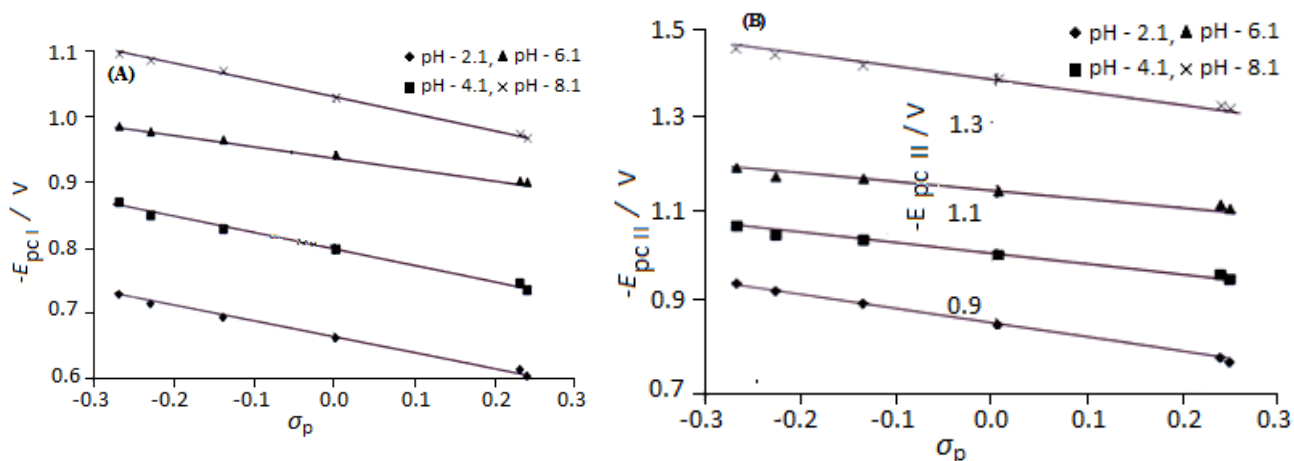 (A)
pH - 2.1, pH - 6.1
pH - 4.1, pH - 8.1
1.1
1.0
0.9
0.8
0.7
0.6
-0.3 -0.2 -0.1 0.0 0.1 0.2 0.3
-E pc I / V
σp
(B)
pH - 2.1, pH - 6.1
pH - 4.1, pH - 8.1
1.5
1.3
1.1
0.9
0.7
-0.3 -0.2 -0.1 0.0 0.1 0.2 0.3
-E pc II / V
σp
-E pc II / V
1.3
1.1
0.9